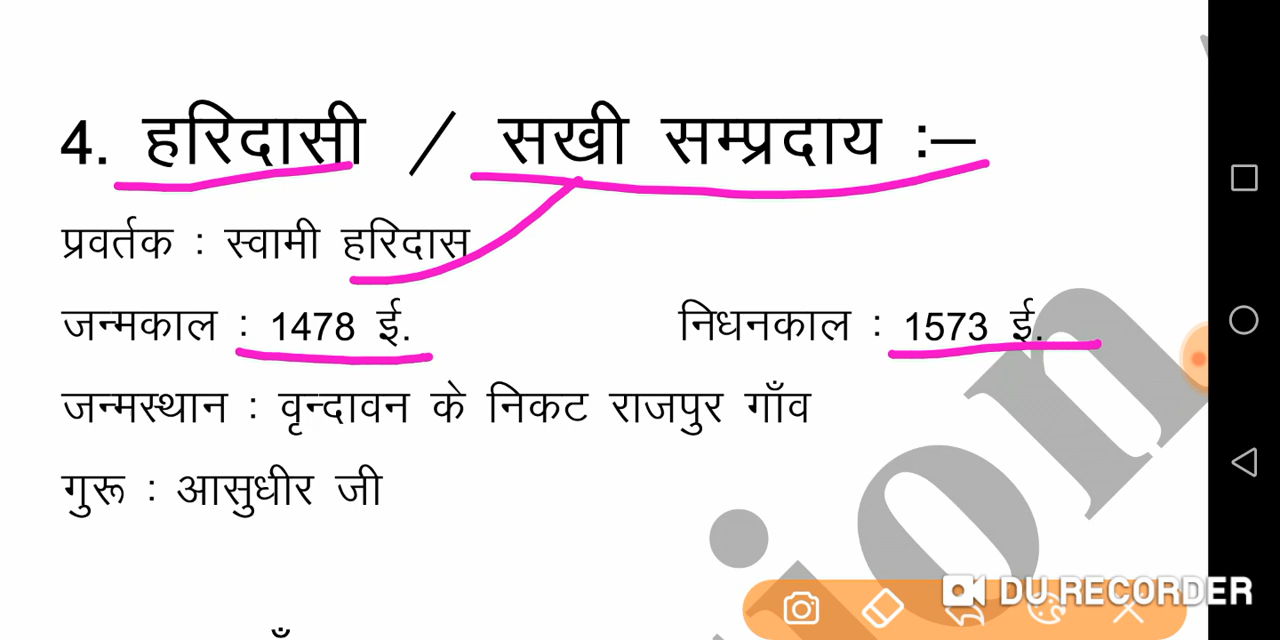 4. हरिदासी / सखी सम्प्रदाय :–
प्रवर्तक : स्वामी हरिदास
जन्मकाल : 1478 ई. निधनकाल : 1573 ई.
जन्मस्थान : वृन्दावन के निकट राजपुर गाँव
गुरू : आसुधीर जी
ion
DU RECORDER